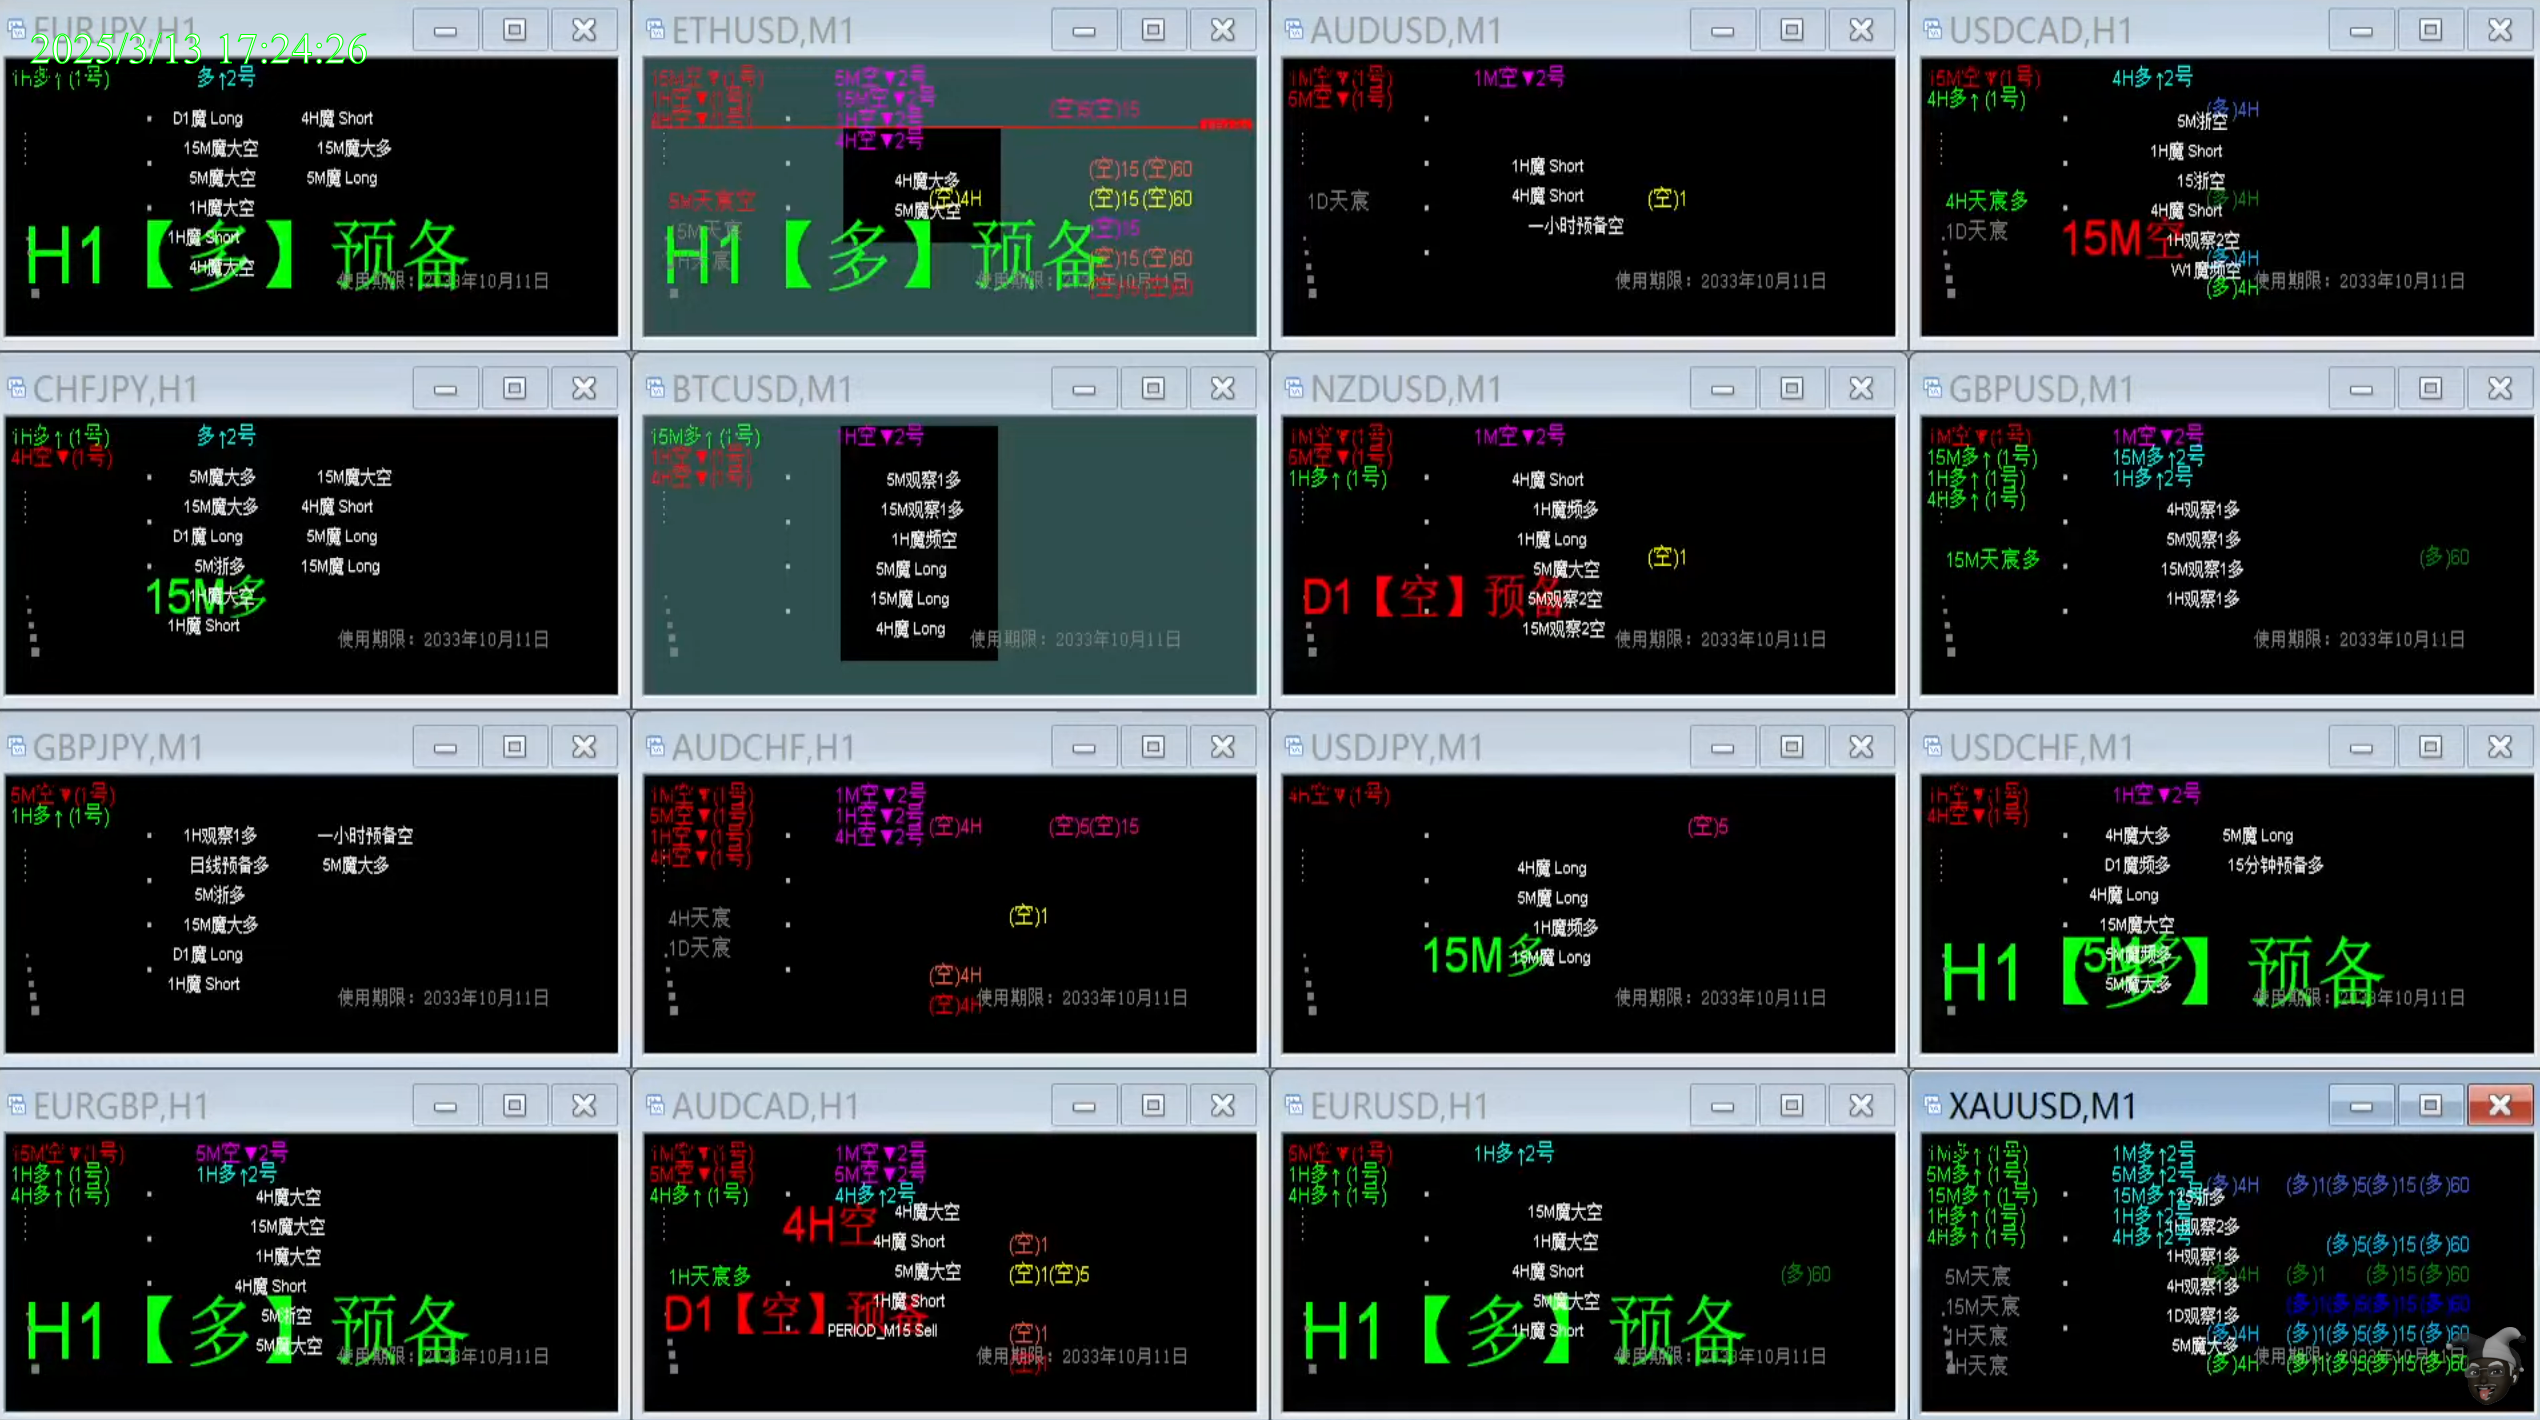 EURJPY,H1
2025/3/13 17:24:26
1H多↑(1号) 多↑2号
D1魔 Long 4H魔 Short
15M魔大空 15M魔大多
5M魔大空 5M魔 Long
1H魔大空
1H魔 Short
H1【多】预备
4H魔大空
使用期限：2033年10月11日
ETHUSD,M1
15M空▼(1号) 5M空▼2号
1H空▼(1号) 15M空▼2号
4H空▼(1号) 1H空▼2号
4H空▼2号
(空)5(空)15
4H魔大多 (空)15(空)60
5M天宸空 (空)4H (空)15(空)60
5M魔大空
5M天宸 (空)15
H1【多】预备
(空)15(空)60
AUDUSD,M1
1M空▼(1号) 1M空▼2号
5M空▼(1号)
1H魔 Short
1D天宸 4H魔 Short (空)1
一小时预备空
使用期限：2033年10月11日
USDCAD,H1
15M空▼(1号) 4H多↑2号
4H多↑(1号)
(多)4H
5M浙空
1H魔 Short
15浙空
4H天宸多 (多)4H
4H魔 Short
1D天宸 15M空
1H观察2空
(多)4H
W1魔频空
(多)4H
使用期限：2033年10月11日
CHFJPY,H1
1H多↑(1号) 多↑2号
4H空▼(1号)
5M魔大多 15M魔大空
15M魔大多 4H魔 Short
D1魔 Long 5M魔 Long
5M浙多 15M魔 Long
15M多
1H魔大空
1H魔 Short
使用期限：2033年10月11日
BTCUSD,M1
15M多↑(1号) 1H空▼2号
1H空▼(1号)
4H空▼(1号)
5M观察1多
15M观察1多
1H魔频空
5M魔 Long
15M魔 Long
4H魔 Long
使用期限：2033年10月11日
NZDUSD,M1
1M空▼(1号) 1M空▼2号
5M空▼(1号)
1H多↑(1号)
4H魔 Short
1H魔频多
1H魔 Long
(空)1
5M魔大空
D1【空】预备
5M观察2空
15M观察2空
使用期限：2033年10月11日
GBPUSD,M1
1M空▼(1号) 1M空▼2号
15M多↑(1号) 15M多↑2号
1H多↑(1号) 1H多↑2号
4H多↑(1号)
4H观察1多
5M观察1多
15M天宸多 (多)60
15M观察1多
1H观察1多
使用期限：2033年10月11日
GBPJPY,M1
5M空▼(1号)
1H多↑(1号)
1H观察1多 一小时预备空
日线预备多 5M魔大多
5M浙多
15M魔大多
D1魔 Long
1H魔 Short
使用期限：2033年10月11日
AUDCHF,H1
1M空▼(1号) 1M空▼2号
5M空▼(1号) 1H空▼2号
1H空▼(1号) 4H空▼2号
4H空▼(1号)
(空)4H (空)5(空)15
4H天宸 (空)1
1D天宸
(空)4H
(空)4H
使用期限：2033年10月11日
USDJPY,M1
4H空▼(1号)
(空)5
4H魔 Long
5M魔 Long
1H魔频多
15M多
15M魔 Long
使用期限：2033年10月11日
USDCHF,M1
1H空▼(1号) 1H空▼2号
4H空▼(1号)
4H魔大多 5M魔 Long
D1魔频多 15分钟预备多
4H魔 Long
15M魔大空
5M多
5M魔频多
H1【多】预备
5M魔大多
使用期限：2033年10月11日
EURGBP,H1
15M空▼(1号) 5M空▼2号
1H多↑(1号) 1H多↑2号
4H多↑(1号)
4H魔大空
15M魔大空
1H魔大空
4H魔 Short
5M浙空
H1【多】预备
5M魔大空
使用期限：2033年10月11日
AUDCAD,H1
1M空▼(1号) 1M空▼2号
5M空▼(1号) 5M空▼2号
4H多↑(1号) 4H多↑2号
4H空
4H魔大空
4H魔 Short (空)1
1H天宸多 5M魔大空 (空)1(空)5
1H魔 Short
D1【空】预备
PERIOD_M15 Sell (空)1
使用期限：2033年10月11日
EURUSD,H1
5M空▼(1号) 1H多↑2号
1H多↑(1号)
4H多↑(1号)
15M魔大空
1H魔大空
4H魔 Short (多)60
5M魔大空
H1【多】预备
1H魔 Short
使用期限：2033年10月11日
XAUUSD,M1
1M多↑(1号) 1M多↑2号
5M多↑(1号) 5M多↑2号
15M多↑(1号) 15M多↑2号
1H多↑(1号) 1H多↑2号
4H多↑(1号) 4H多↑2号
(多)4H (多)1(多)5(多)15(多)60
15浙多
1H观察2多
(多)5(多)15(多)60
1H观察1多
5M天宸 (多)4H (多)1 (多)15(多)60
4H观察1多
15M天宸 (多)1(多)5(多)15(多)60
1D观察1多
1H天宸 (多)4H (多)1(多)5(多)15(多)60
5M魔大多
4H天宸 (多)4H (多)1(多)5(多)15(多)60